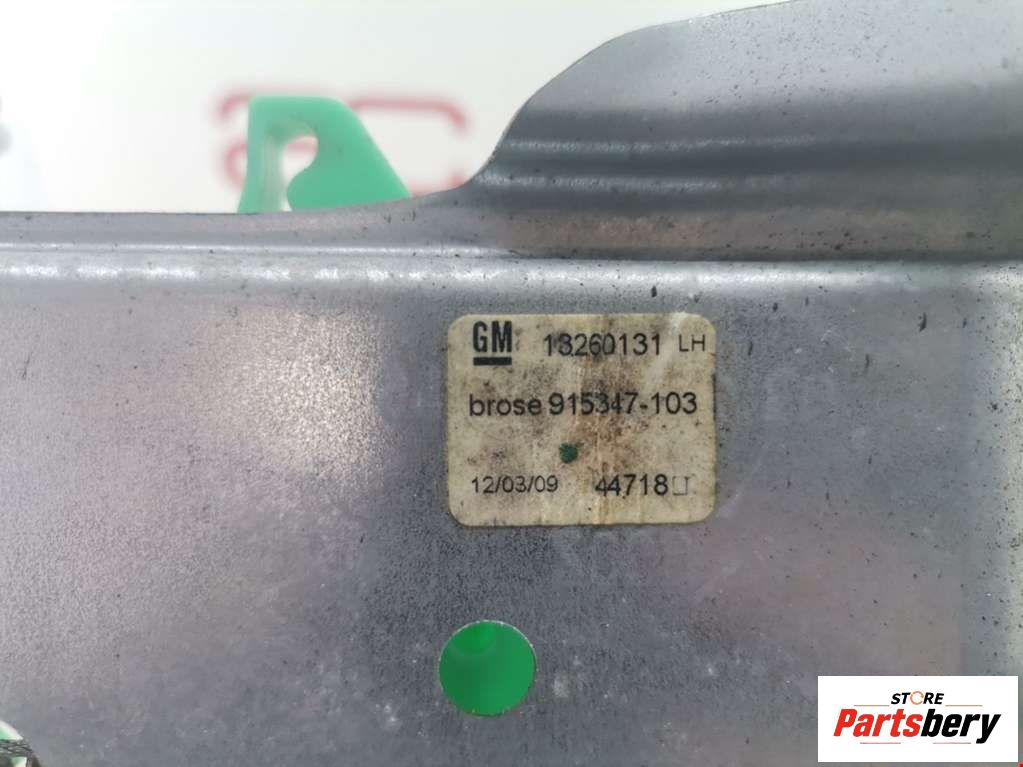 GM 13260131 LH
brose 915347-103
12/03/09 44718
STORE
Partsbery